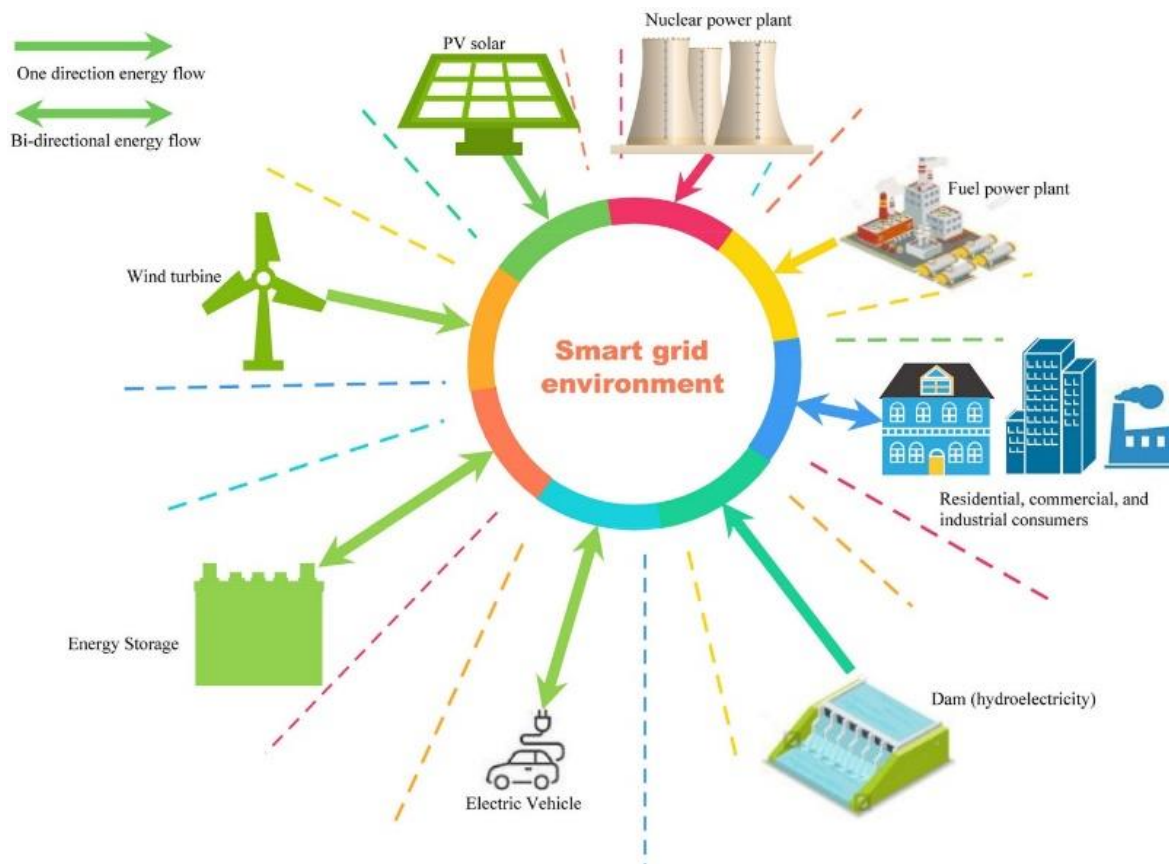 Nuclear power plant
PV solar
One direction energy flow
Bi-directional energy flow
Fuel power plant
Wind turbine
Smart grid
environment
Residential, commercial, and
industrial consumers
Energy Storage
Dam (hydroelectricity)
Electric Vehicle